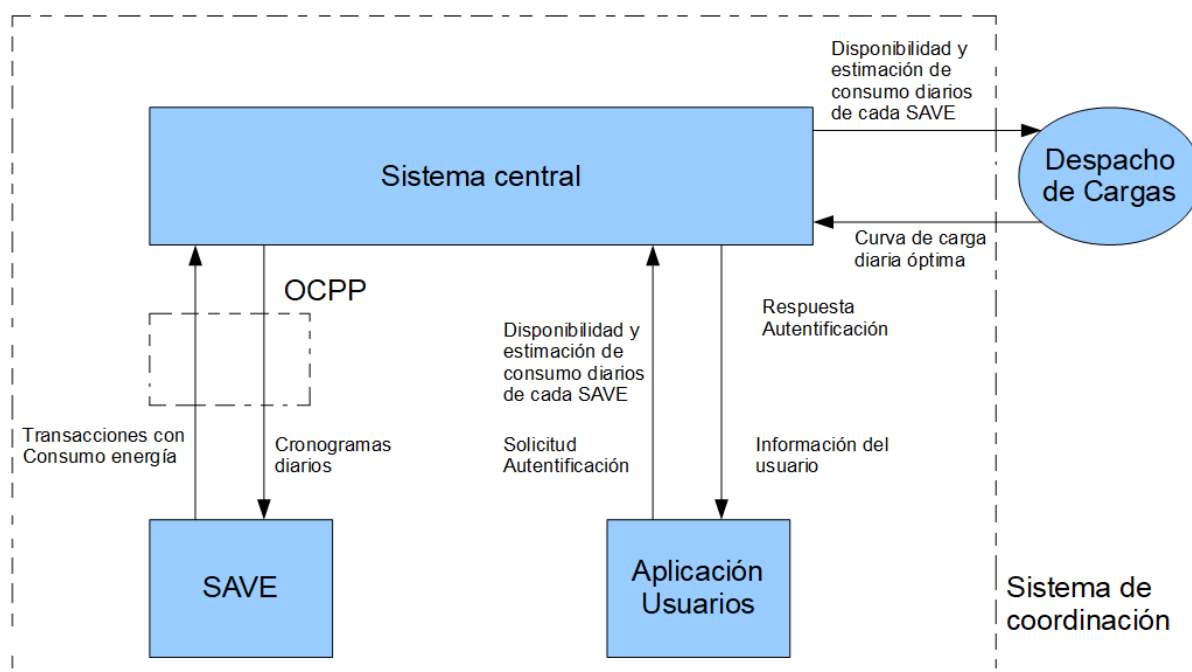 Disponibilidad y
estimación de
consumo diarios
de cada SAVE
Sistema central
Despacho
de Cargas
Curva de carga
diaria óptima
OCPP
Respuesta
Autentificación
Disponibilidad y
estimación de
consumo diarios
de cada SAVE
Transacciones con
Consumo energía
Cronogramas
diarios
Solicitud
Autentificación
Información del
usuario
SAVE
Aplicación
Usuarios
Sistema de
coordinación